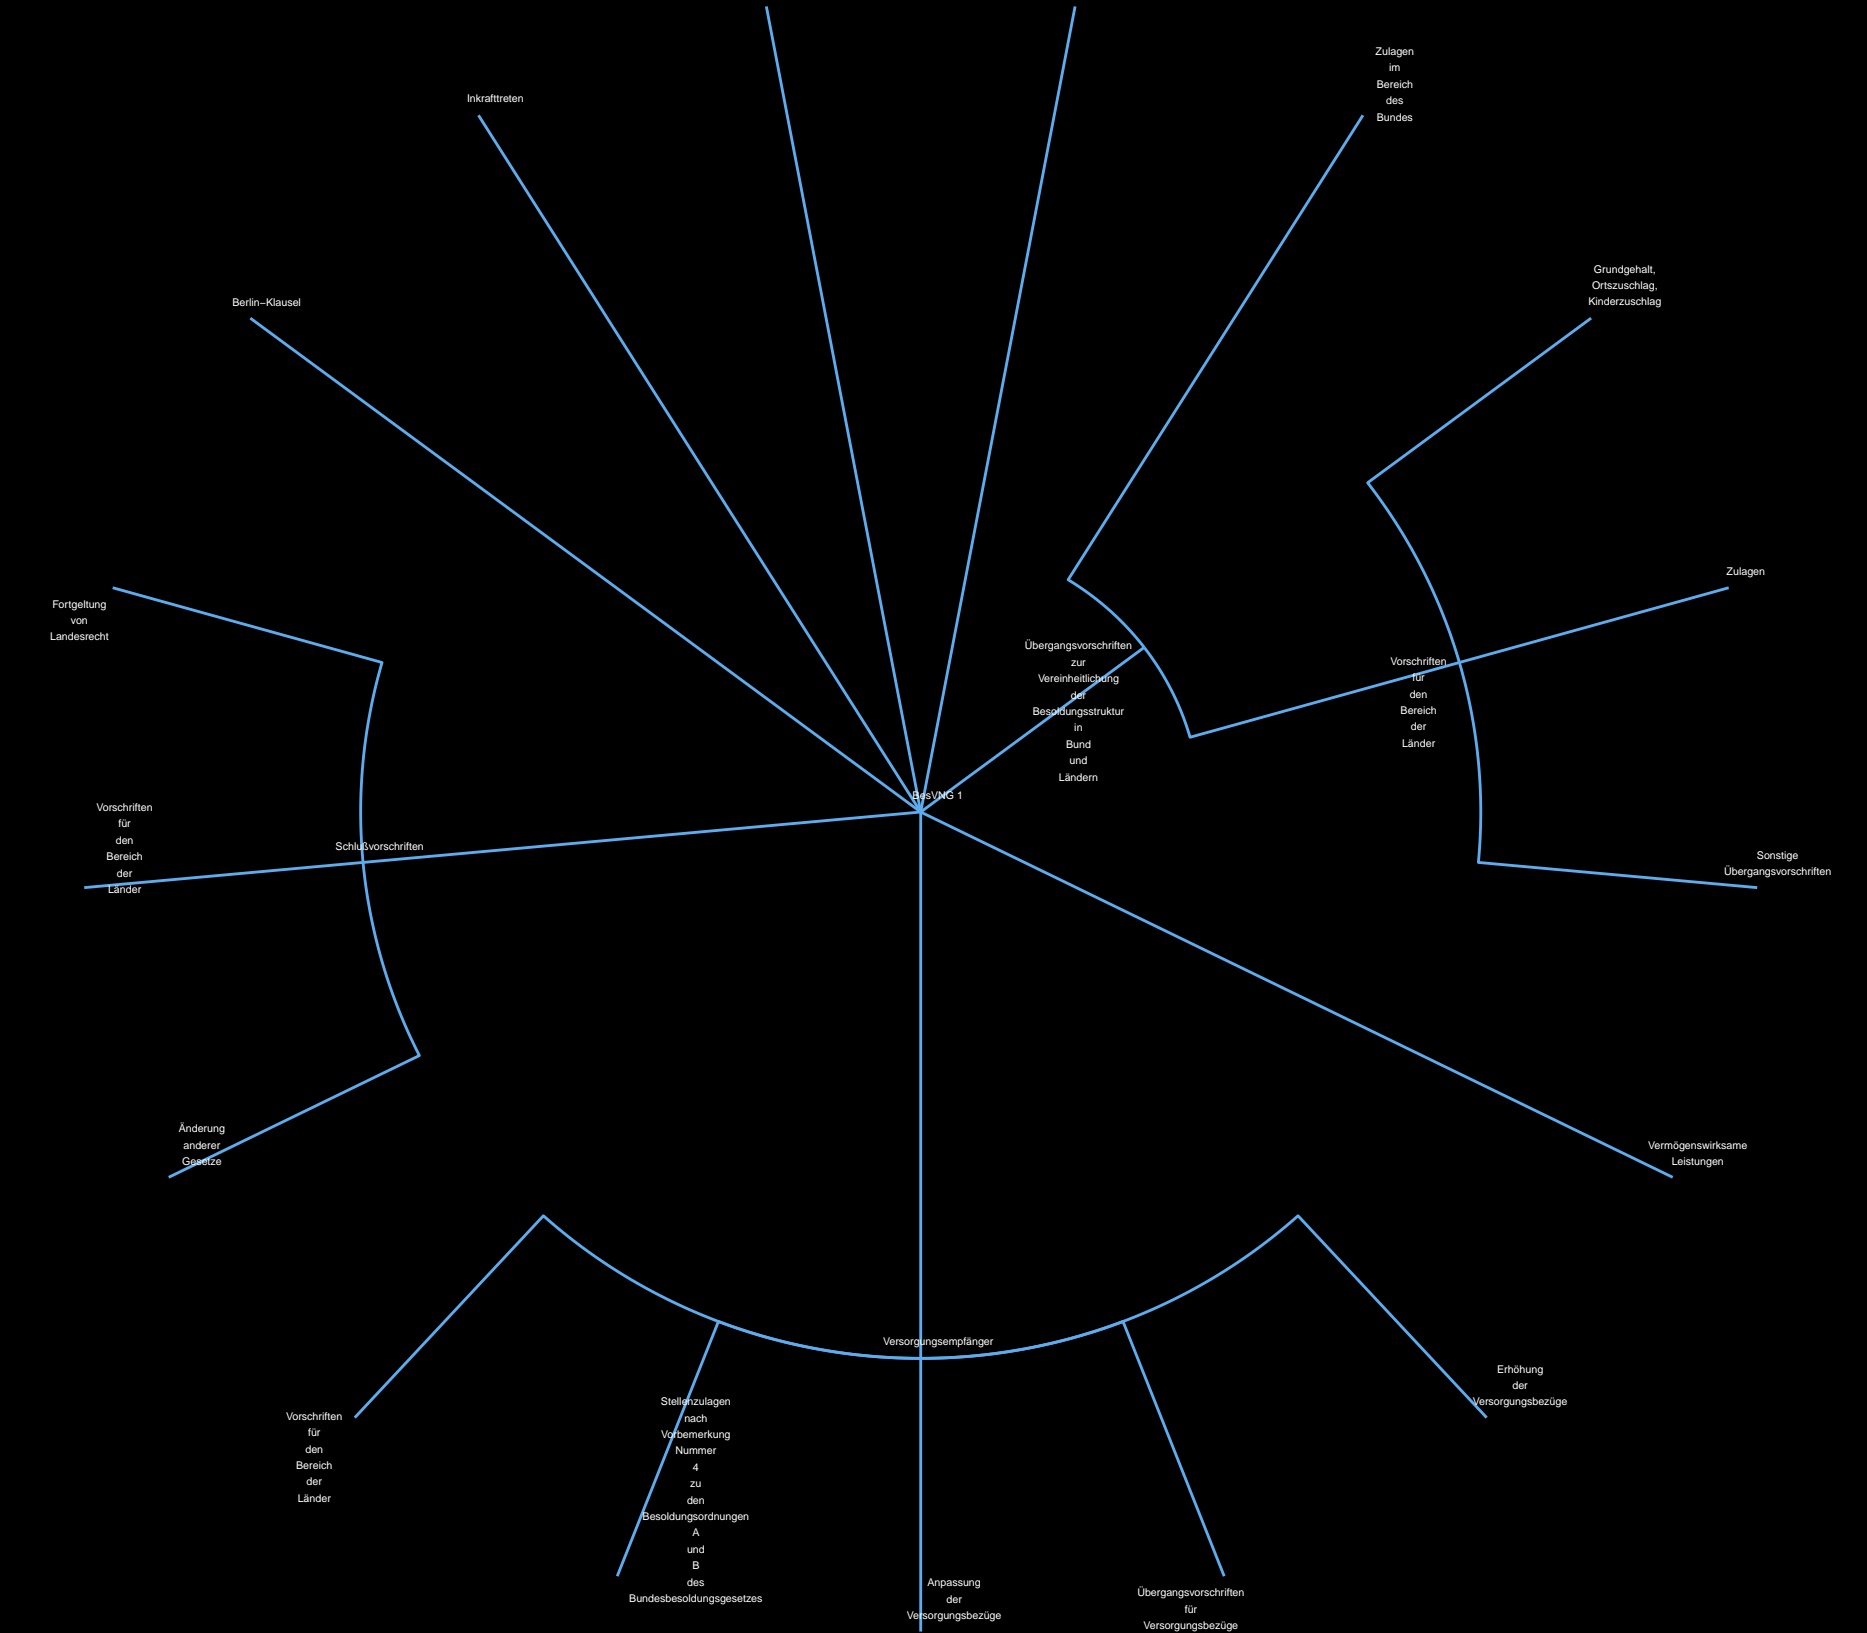 Zulagen
im
Bereich
des
Bundes
Inkrafttreten
Grundgehalt,
Ortszuschlag,
Kinderzuschlag
Berlin−Klausel
Zulagen
Fortgeltung
von
Landesrecht
Übergangsvorschriften
zur
Vereinheitlichung
der
Besoldungsstruktur
in
Bund
und
Ländern
Vorschriften
für
den
Bereich
der
Länder
BesVNG 1
Vorschriften
für
den
Bereich
der
Länder
Schlußvorschriften
Sonstige
Übergangsvorschriften
Änderung
anderer
Gesetze
Vermögenswirksame
Leistungen
Versorgungsempfänger
Erhöhung
der
Versorgungsbezüge
Vorschriften
für
den
Bereich
der
Länder
Stellenzulagen
nach
Vorbemerkung
Nummer
4
zu
den
Besoldungsordnungen
A
und
B
des
Bundesbesoldungsgesetzes
Anpassung
der
Versorgungsbezüge
Übergangsvorschriften
für
Versorgungsbezüge